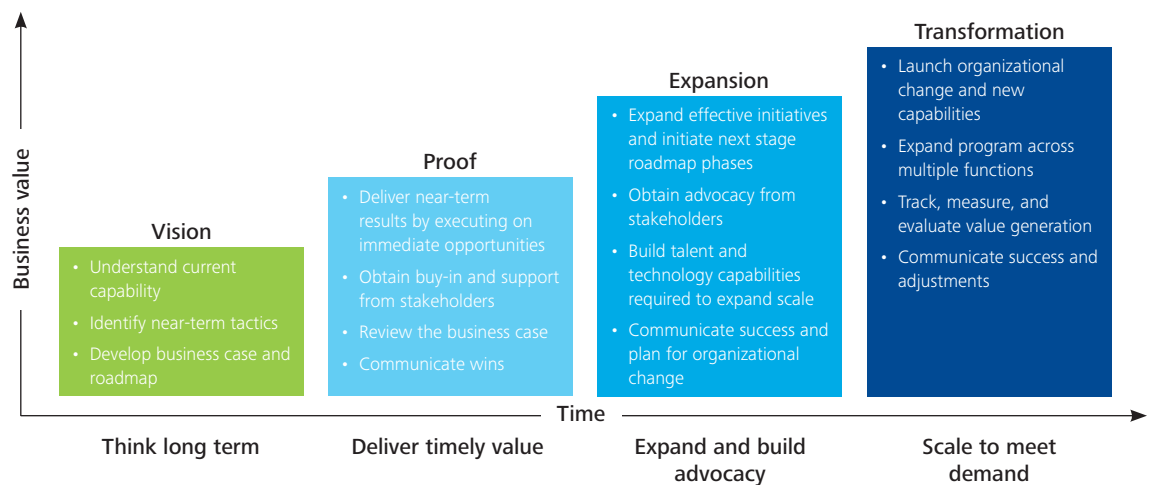 Business value
Vision
• Understand current
capability
• Identify near-term tactics
• Develop business case and
roadmap
Think long term
Proof
• Deliver near-term
results by executing on
immediate opportunities
• Obtain buy-in and support
from stakeholders
• Review the business case
• Communicate wins
Deliver timely value
Expansion
• Expand effective initiatives
and initiate next stage
roadmap phases
• Obtain advocacy from
stakeholders
• Build talent and
technology capabilities
required to expand scale
• Communicate success and
plan for organizational
change
Expand and build
advocacy
Transformation
• Launch organizational
change and new
capabilities
• Expand program across
multiple functions
• Track, measure, and
evaluate value generation
• Communicate success and
adjustments
Scale to meet
demand
Time